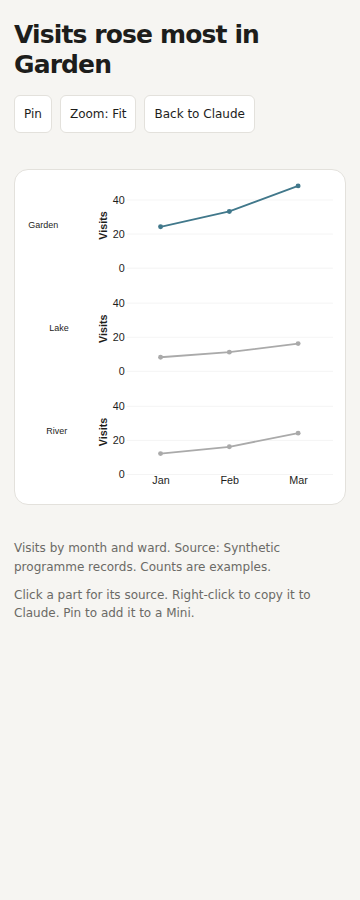 Visits rose most in
Garden
Pin
Zoom: Fit
Back to Claude
40
Garden
Visits
20
0
40
Lake
Visits
20
0
40
River
Visits
20
0
Jan
Feb
Mar
Visits by month and ward. Source: Synthetic
programme records. Counts are examples.
Click a part for its source. Right-click to copy it to
Claude. Pin to add it to a Mini.